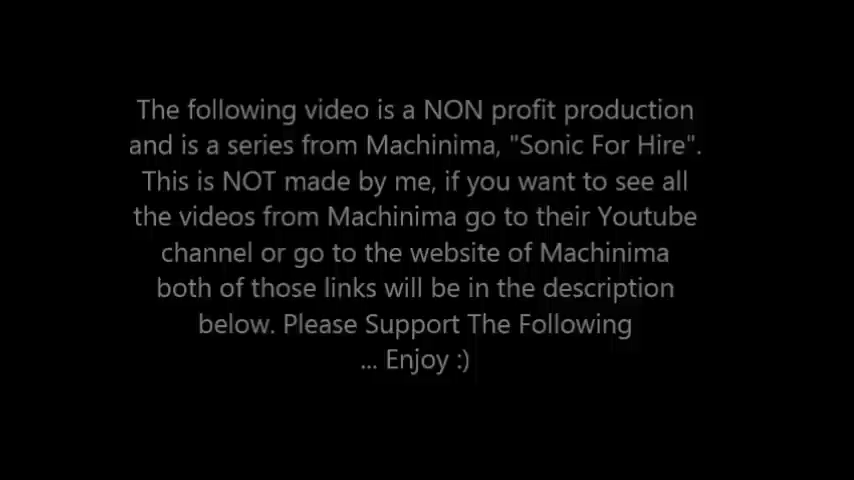 The following video is a NON profit production
and is a series from Machinima, "Sonic For Hire".
This is NOT made by me, if you want to see all
the videos from Machinima go to their Youtube
channel or go to the website of Machinima
both of those links will be in the description
below. Please Support The Following
... Enjoy :)